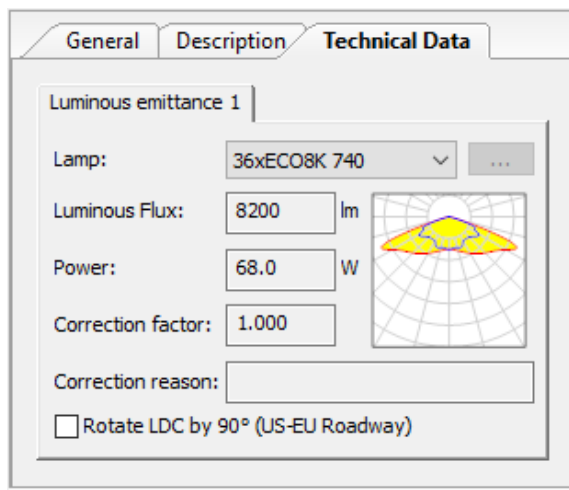 General Description Technical Data
Luminous emittance 1
Lamp: 36xECO8K 740 ...
Luminous Flux: 8200 lm
Power: 68.0 W
Correction factor: 1.000
Correction reason:
Rotate LDC by 90° (US-EU Roadway)